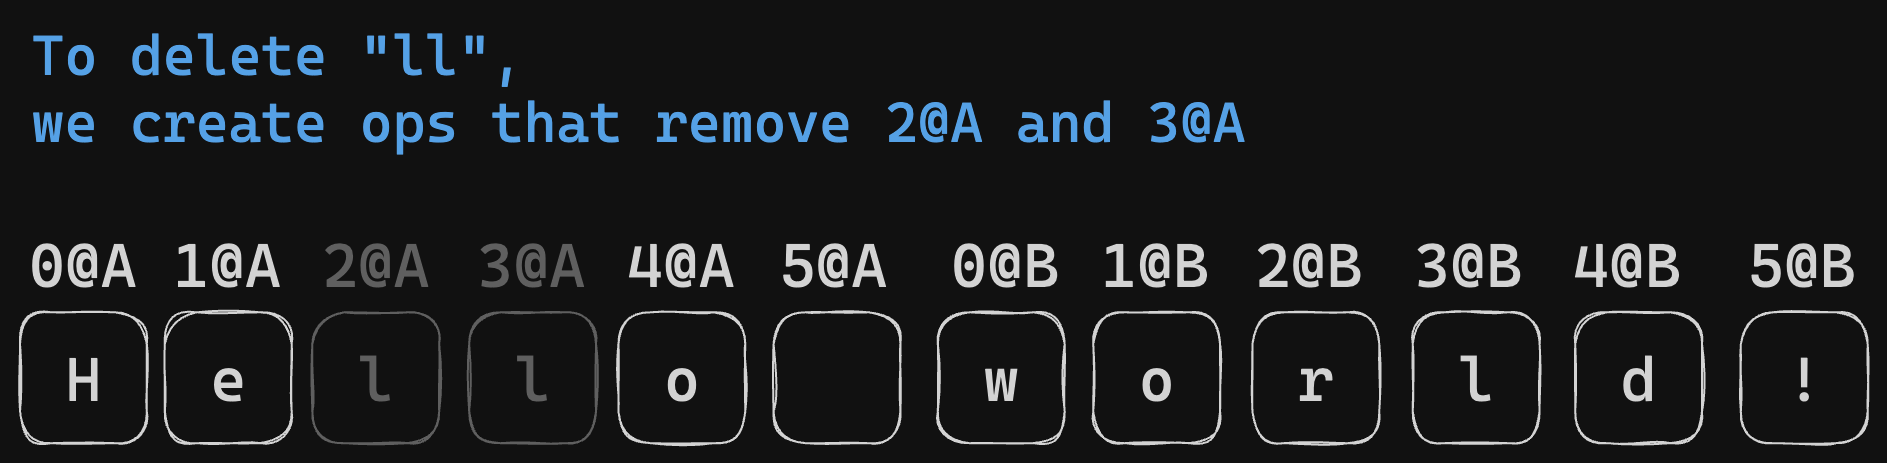 To delete "ll",
we create ops that remove 2@A and 3@A
0@A 1@A 2@A 3@A 4@A 5@A 0@B 1@B 2@B 3@B 4@B 5@B
H e l l o w o r l d !